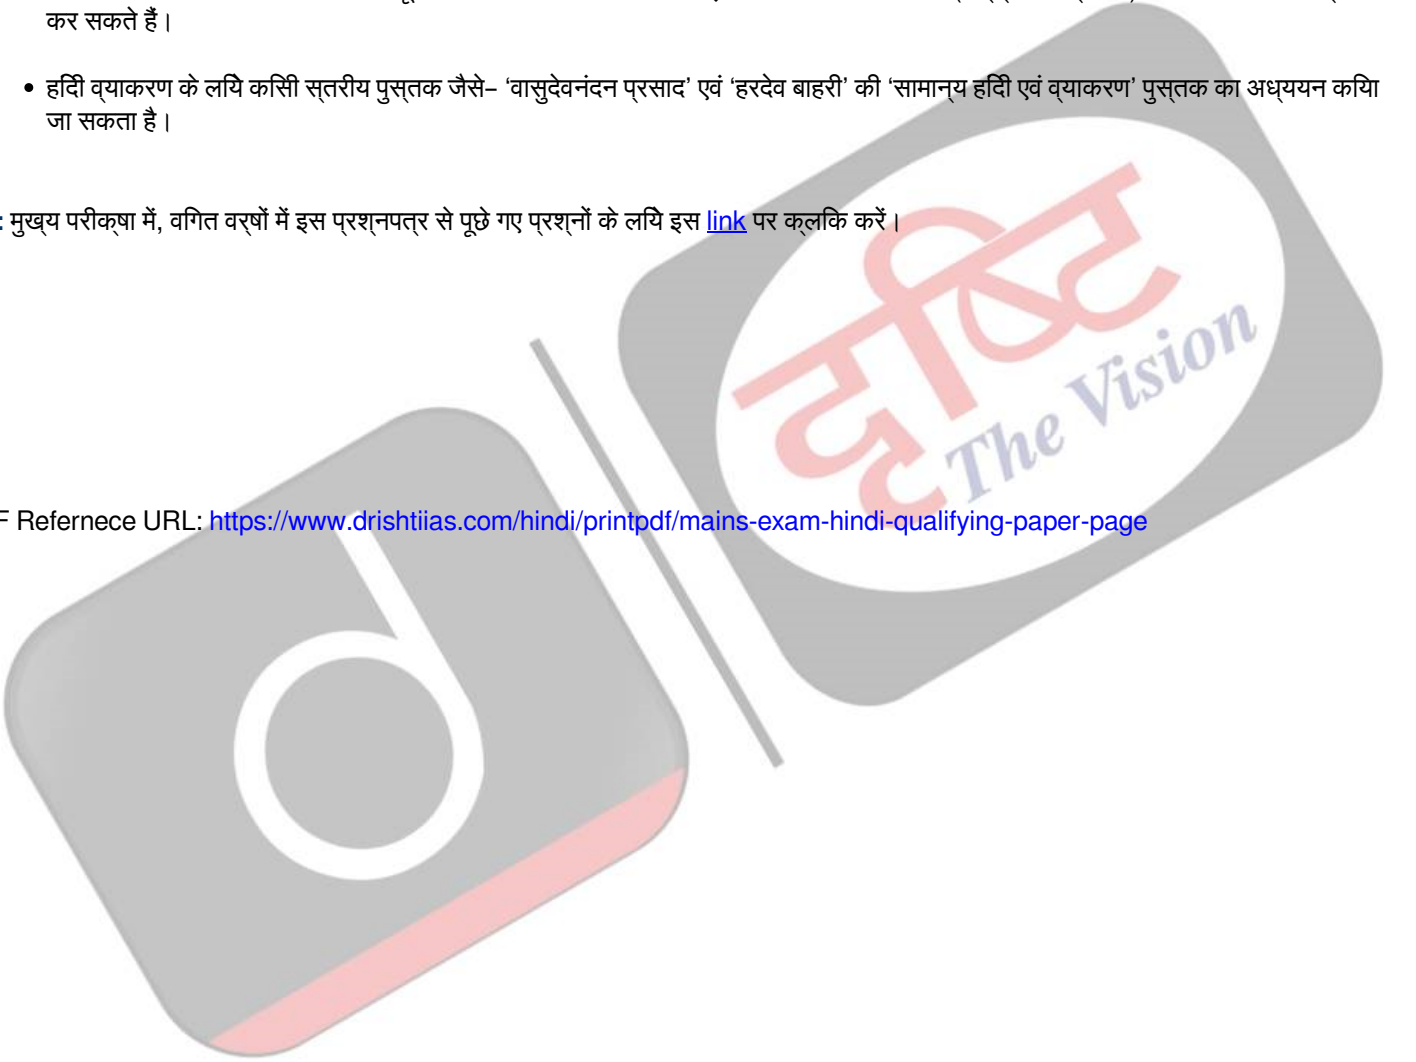 कर सकते हैं।
• हिंदी व्याकरण के लिये किसी स्तरीय पुस्तक जैसे– ‘वासुदेवनंदन प्रसाद’ एवं ‘हरदेव बाहरी’ की ‘सामान्य हिंदी एवं व्याकरण’ पुस्तक का अध्ययन किया
जा सकता है।
: मुख्य परीक्षा में, विगत वर्षों में इस प्रश्नपत्र से पूछे गए प्रश्नों के लिये इस link पर क्लिक करें।
दृष्टि
The Vision
F Refernece URL: https://www.drishtiias.com/hindi/printpdf/mains-exam-hindi-qualifying-paper-page
d